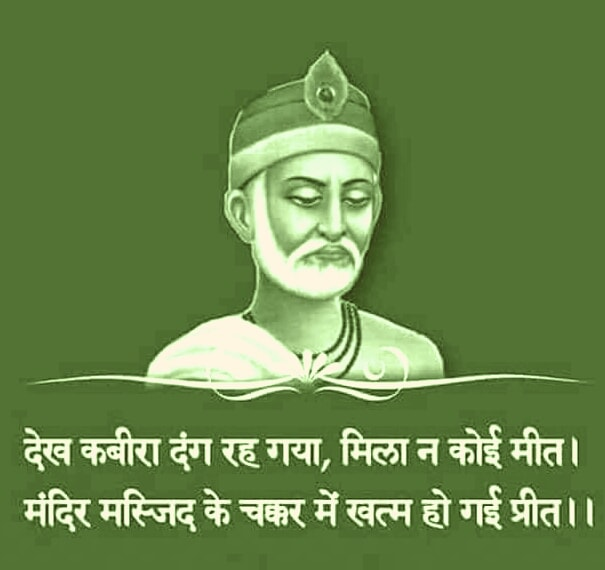 देख कबीरा दंग रह गया, मिला न कोई मीत।
मंदिर मस्जिद के चक्कर में खत्म हो गई प्रीत।।